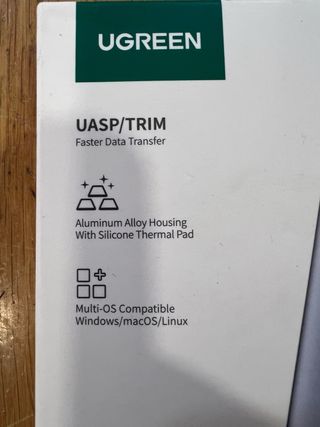 UGREEN
UASP/TRIM
Faster Data Transfer
Aluminum Alloy Housing
With Silicone Thermal Pad
Multi-OS Compatible
Windows/macOS/Linux